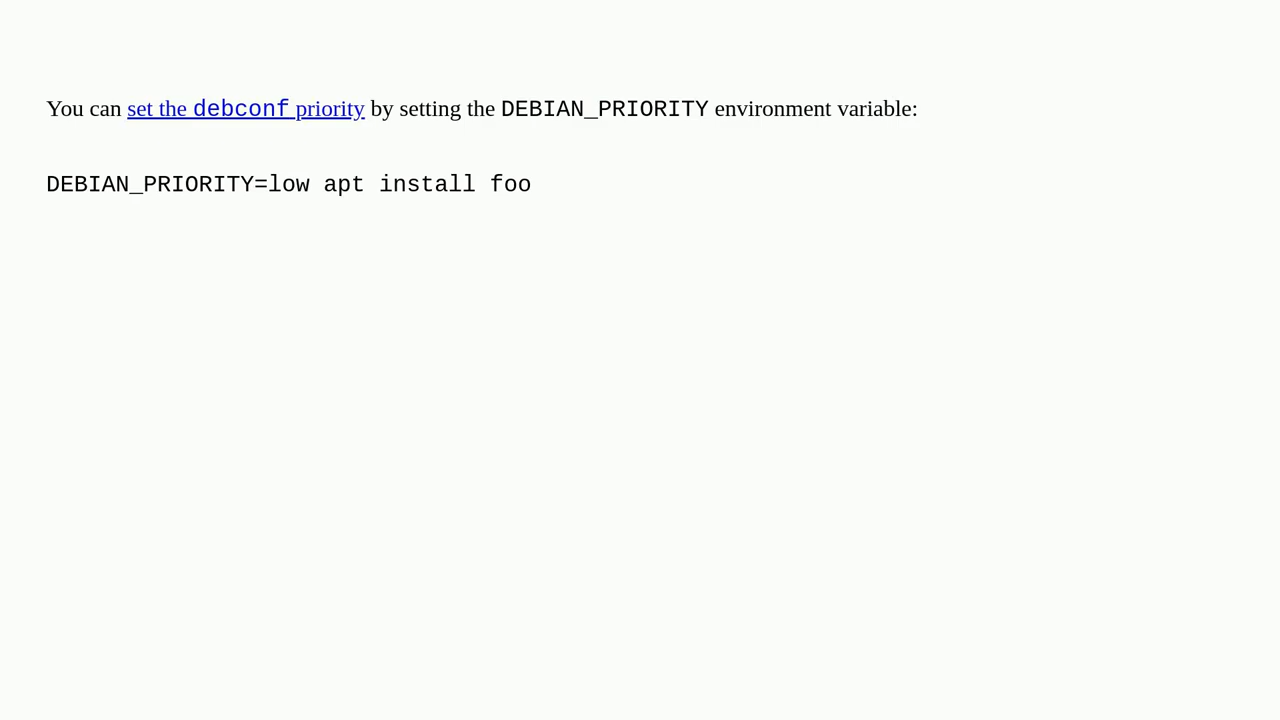 You can set the debconf priority by setting the DEBIAN_PRIORITY environment variable:
DEBIAN_PRIORITY=low apt install foo